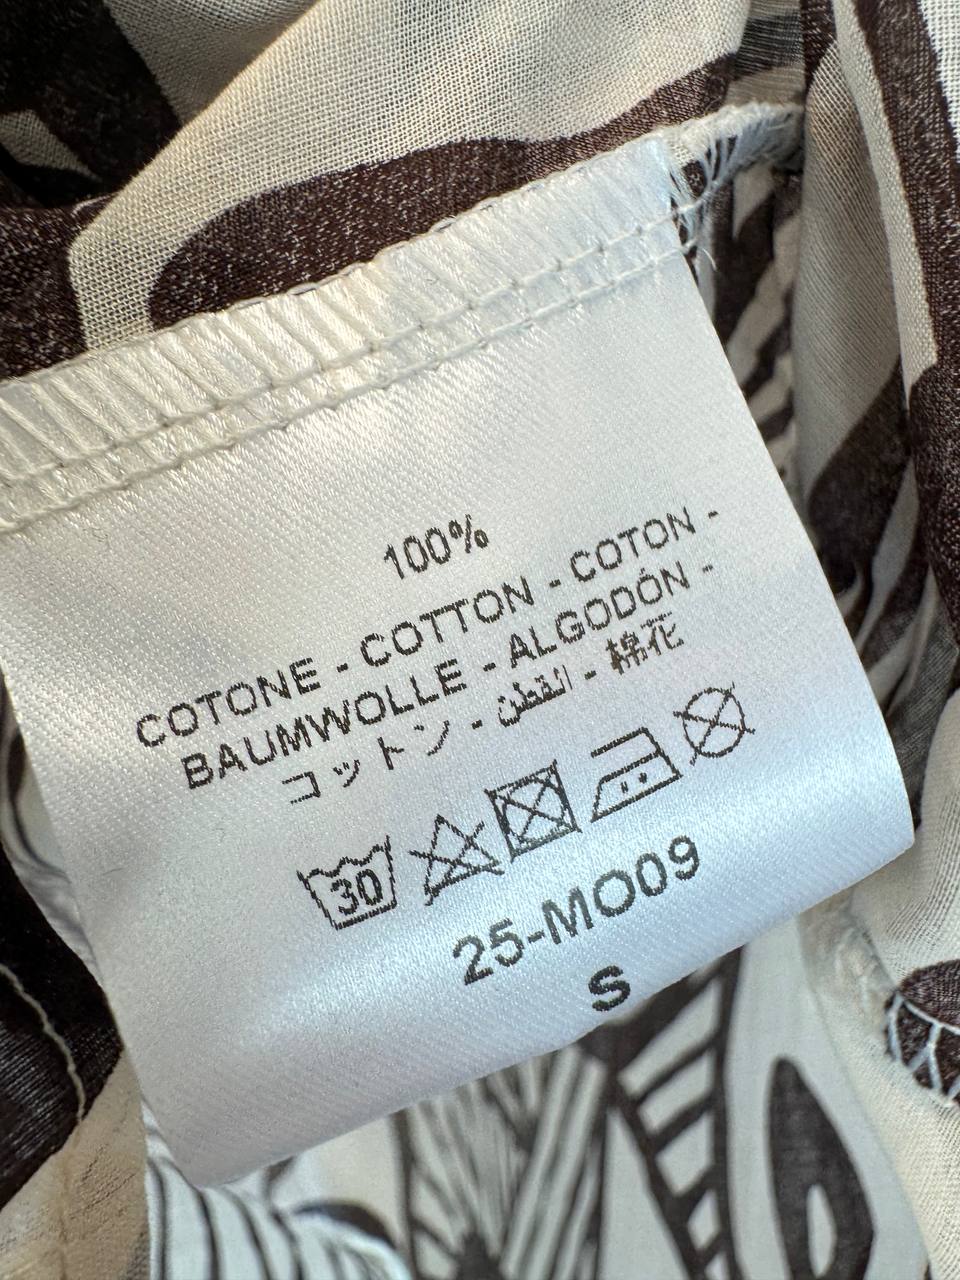 100%
COTONE - COTTON - COTON -
BAUMWOLLE - ALGODÓN -
コットン - القطن - 棉花
30
25-MO09
S